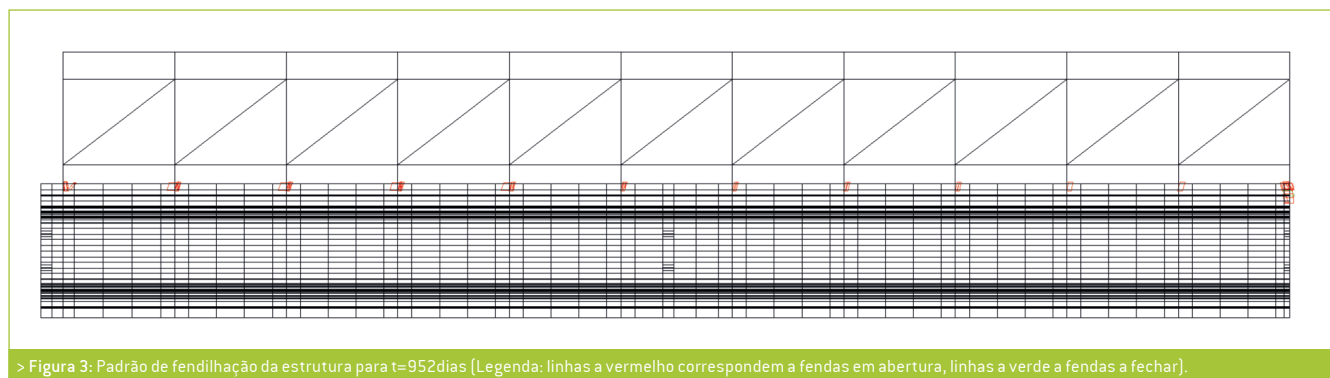 > Figura 3: Padrão de fendilhação da estrutura para t=952dias (Legenda: linhas a vermelho correspondem a fendas em abertura, linhas a verde a fendas a fechar).